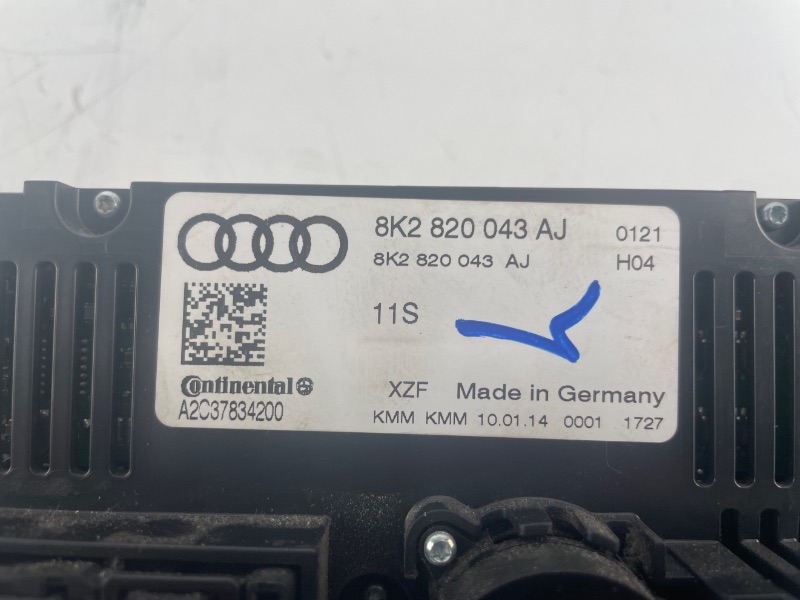 8K2 820 043 AJ 0121
8K2 820 043 AJ H04
11S
Continental
A2C37834200
XZF Made in Germany
KMM KMM 10.01.14 0001 1727